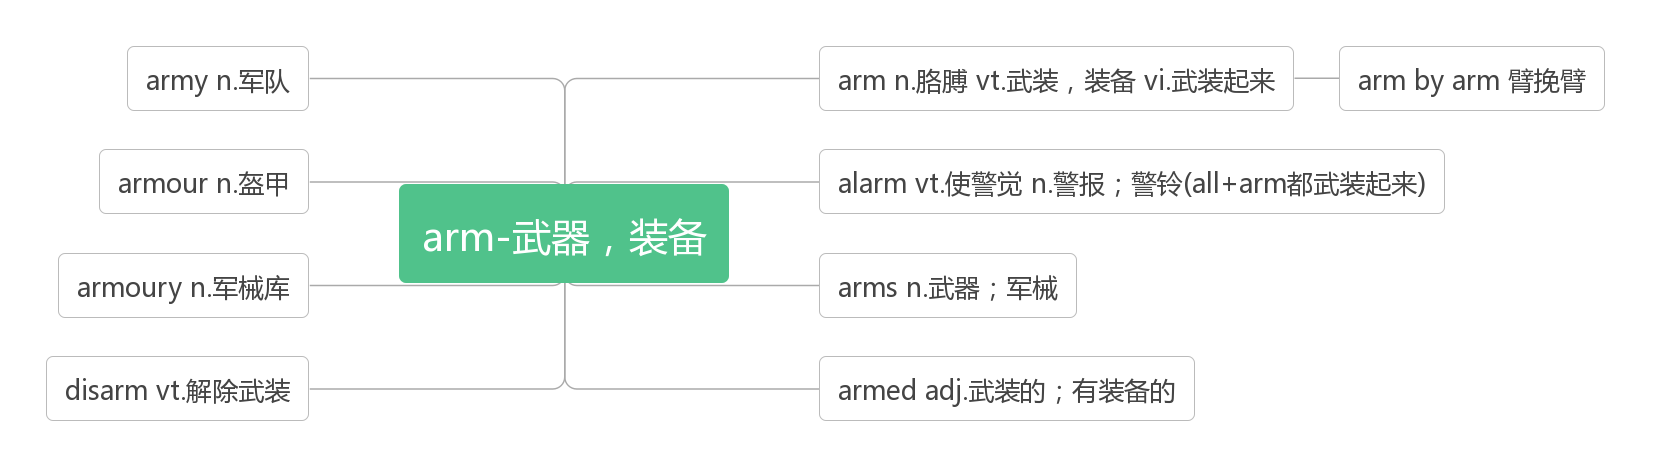 arm-武器，装备
arm n.胳膊 vt.武装，装备 vi.武装起来
arm by arm 臂挽臂
alarm vt.使警觉 n.警报；警铃(all+arm都武装起来)
arms n.武器；军械
armed adj.武装的；有装备的
army n.军队
armour n.盔甲
armoury n.军械库
disarm vt.解除武装